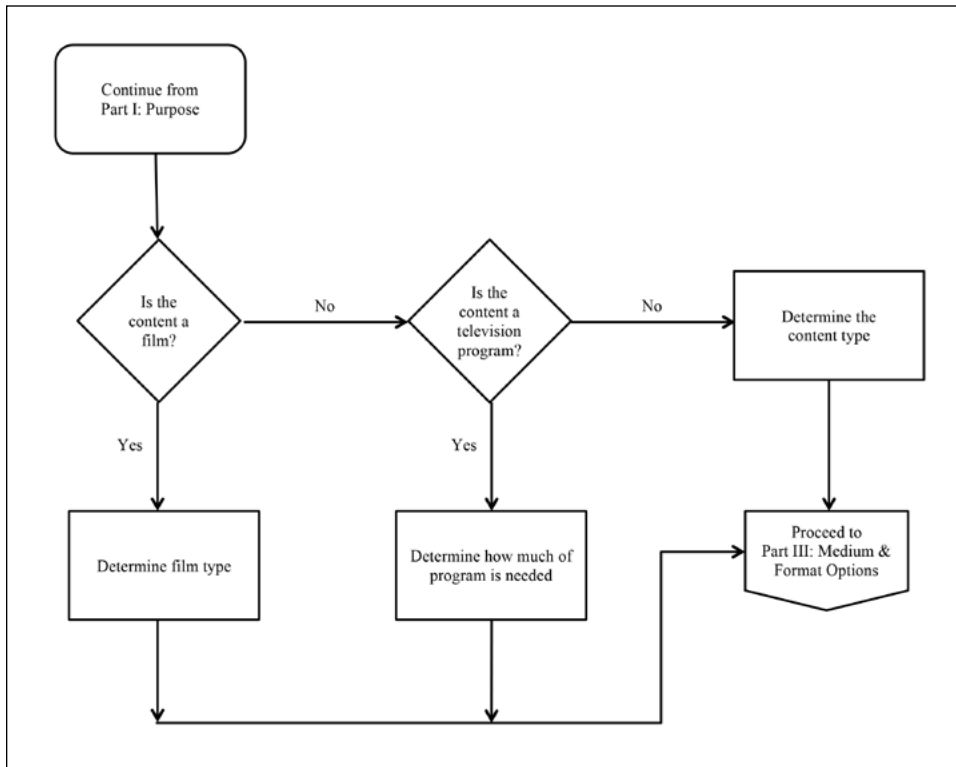 Continue from
Part I: Purpose
Is the
content a
film?
No
Is the
content a
television
program?
No
Determine the
content type
Yes
Yes
Determine film type
Determine how much of
program is needed
Proceed to
Part III: Medium &
Format Options